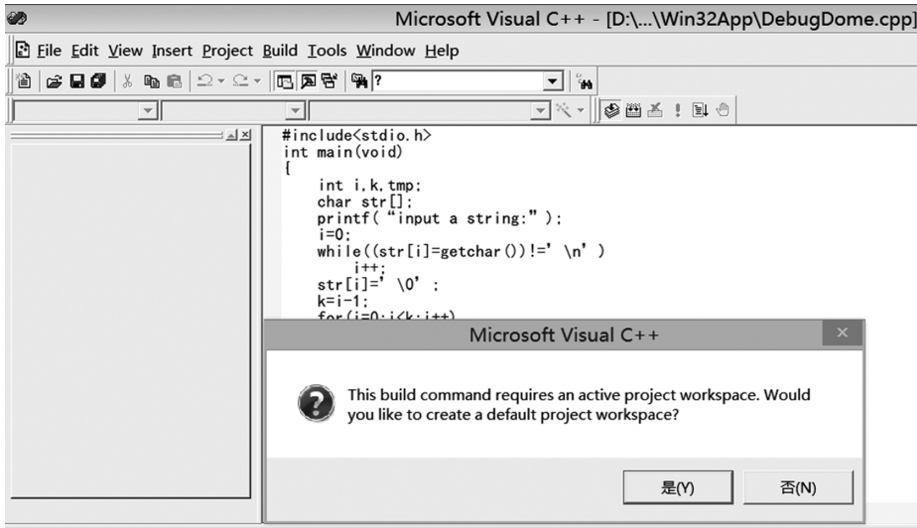 Microsoft Visual C++ - [D:\...\Win32App\DebugDome.cpp]
File Edit View Insert Project Build Tools Window Help
?
#include<stdio.h>
int main(void)
{
int i,k,tmp;
char str[];
printf( “input a string:” );
i=0;
while((str[i]=getchar())!=’ \n’ )
i++;
str[i]=’ \0’ ;
k=i-1;
for(i=0;i<k;i++)
Microsoft Visual C++
This build command requires an active project workspace. Would
you like to create a default project workspace?
是(Y) 否(N)